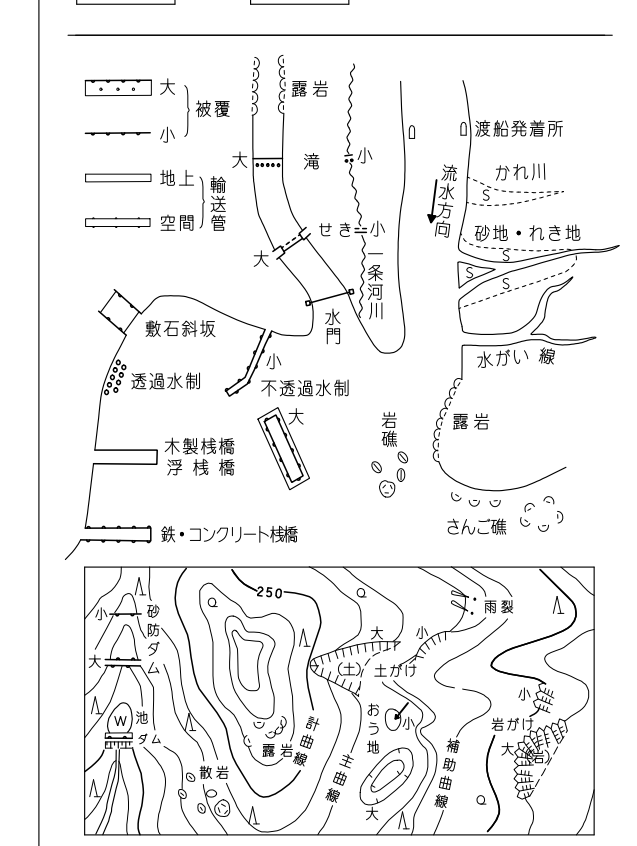 大
被覆
小
地上
輸送管
空間
露岩
大
滝
小
せき
小
大
一条河川
水門
渡船発着所
流水方向
かれ川
S
砂地・れき地
S
S
S
水がい線
敷石斜坂
透過水制
小
不透過水制
大
木製桟橋
浮桟橋
鉄・コンクリート桟橋
岩礁
露岩
さんご礁
250
小
砂防ダム
大
W
池
ダム
散岩
露岩
計曲線
主曲線
大
小
(土)
土がけ
雨裂
おう地
小
大
補助曲線
小
岩がけ
大
(岩)